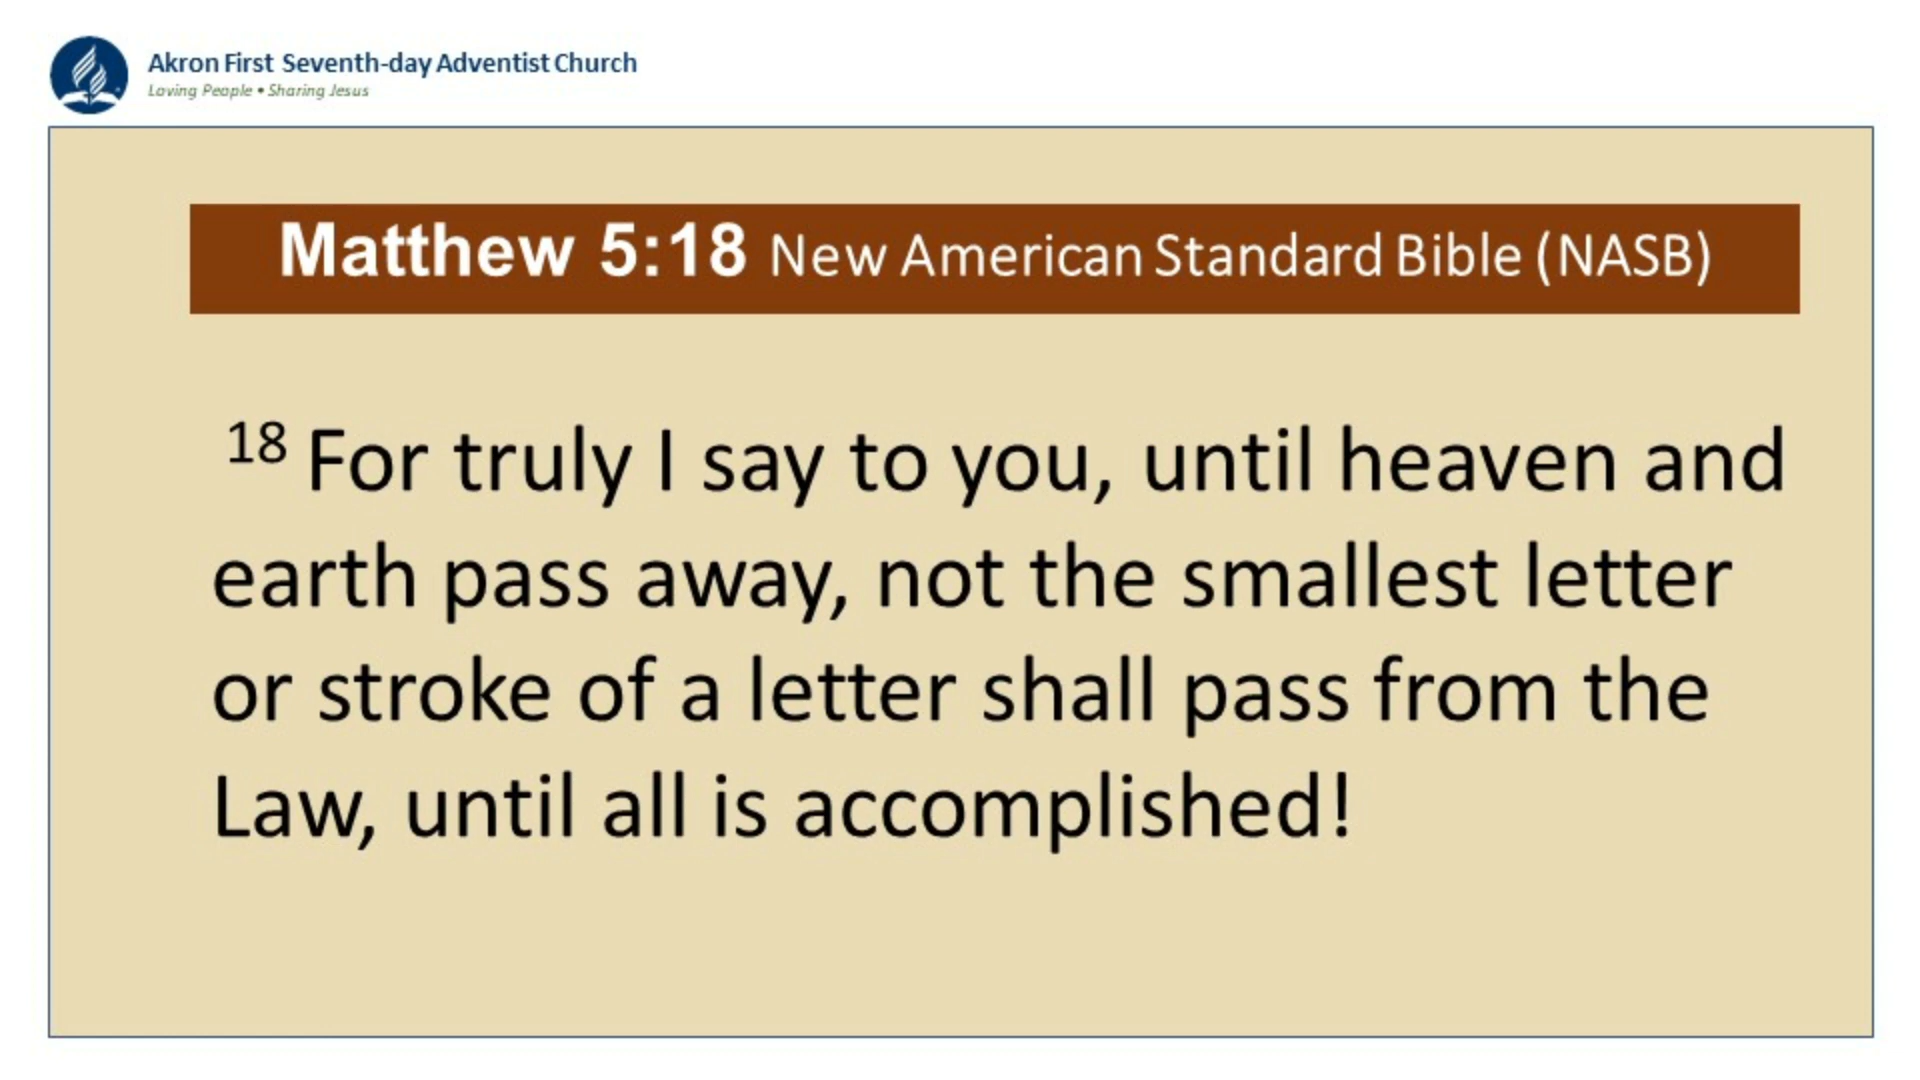 Akron First Seventh-day Adventist Church
Loving People • Sharing Jesus
Matthew 5:18 New American Standard Bible (NASB)
18 For truly I say to you, until heaven and
earth pass away, not the smallest letter
or stroke of a letter shall pass from the
Law, until all is accomplished!